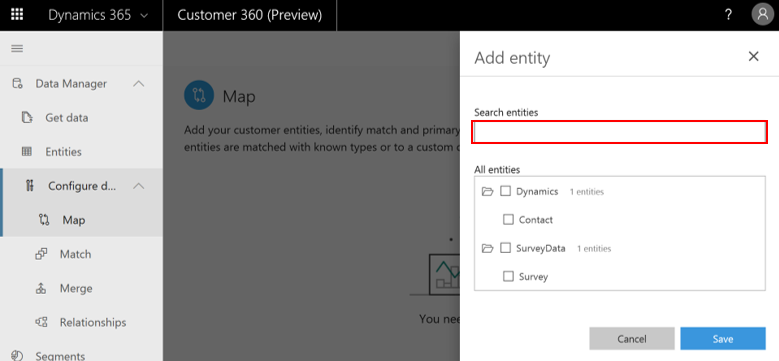 Dynamics 365
Customer 360 (Preview)
?
Data Manager
Get data
Entities
Configure d...
Map
Match
Merge
Relationships
Segments
Map
Add your customer entities, identify match and primary
entities are matched with known types or to a custom
You nee
Add entity
Search entities
All entities
Dynamics 1 entities
Contact
SurveyData 1 entities
Survey
Cancel
Save